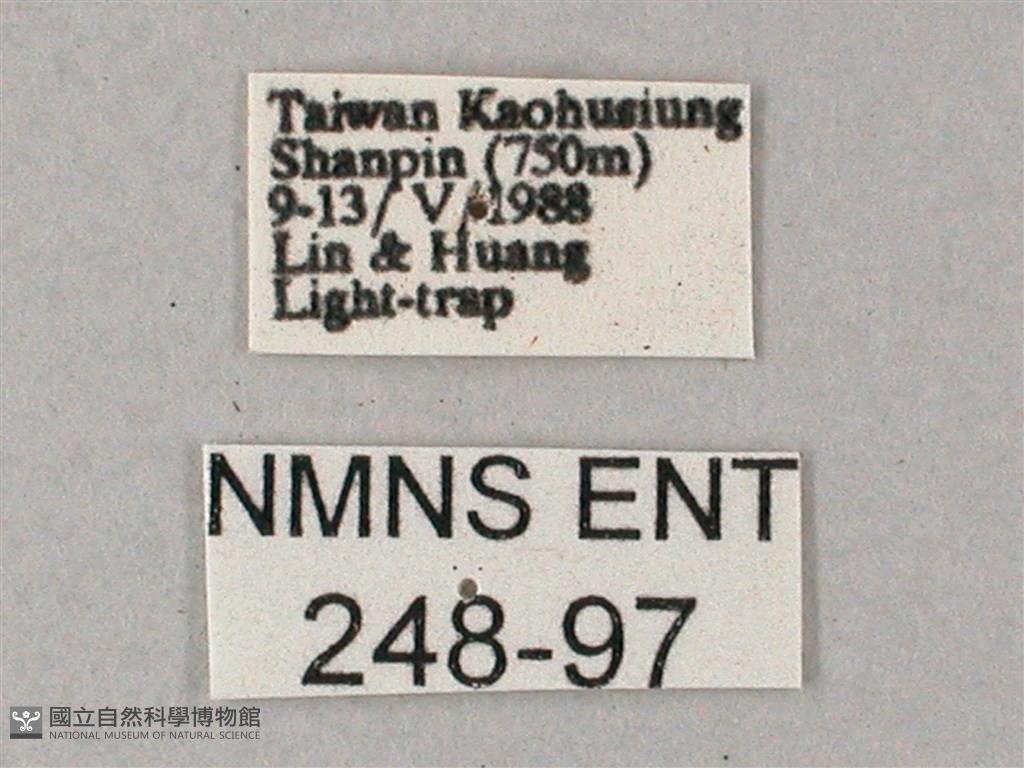 Taiwan Kaohusiung
Shanpin (750m)
9-13/ V/ 1988
Lin & Huang
Light-trap
NMNS ENT
248-97
國立自然科學博物館
NATIONAL MUSEUM OF NATURAL SCIENCE